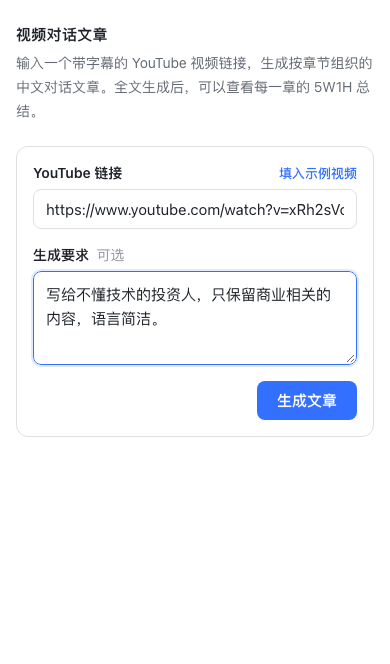 视频对话文章
输入一个带字幕的 YouTube 视频链接，生成按章节组织的
中文对话文章。全文生成后，可以查看每一章的 5W1H 总
结。
YouTube 链接
填入示例视频
https://www.youtube.com/watch?v=xRh2sVc
生成要求 可选
写给不懂技术的投资人，只保留商业相关的
内容，语言简洁。
生成文章